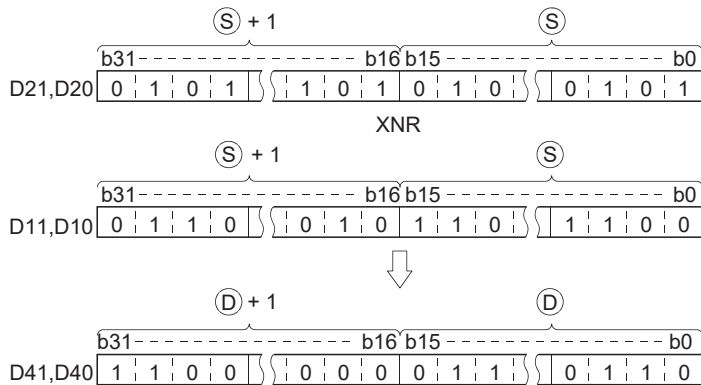 Ⓢ + 1 Ⓢ
b31 b16 b15 b0
D21,D20 0 1 0 1 1 0 1 0 1 0 0 1 0 1
XNR
Ⓢ + 1 Ⓢ
b31 b16 b15 b0
D11,D10 0 1 1 0 0 1 0 1 1 0 1 1 0 0
Ⓓ + 1 Ⓓ
b31 b16 b15 b0
D41,D40 1 1 0 0 0 0 0 0 1 1 0 1 1 0